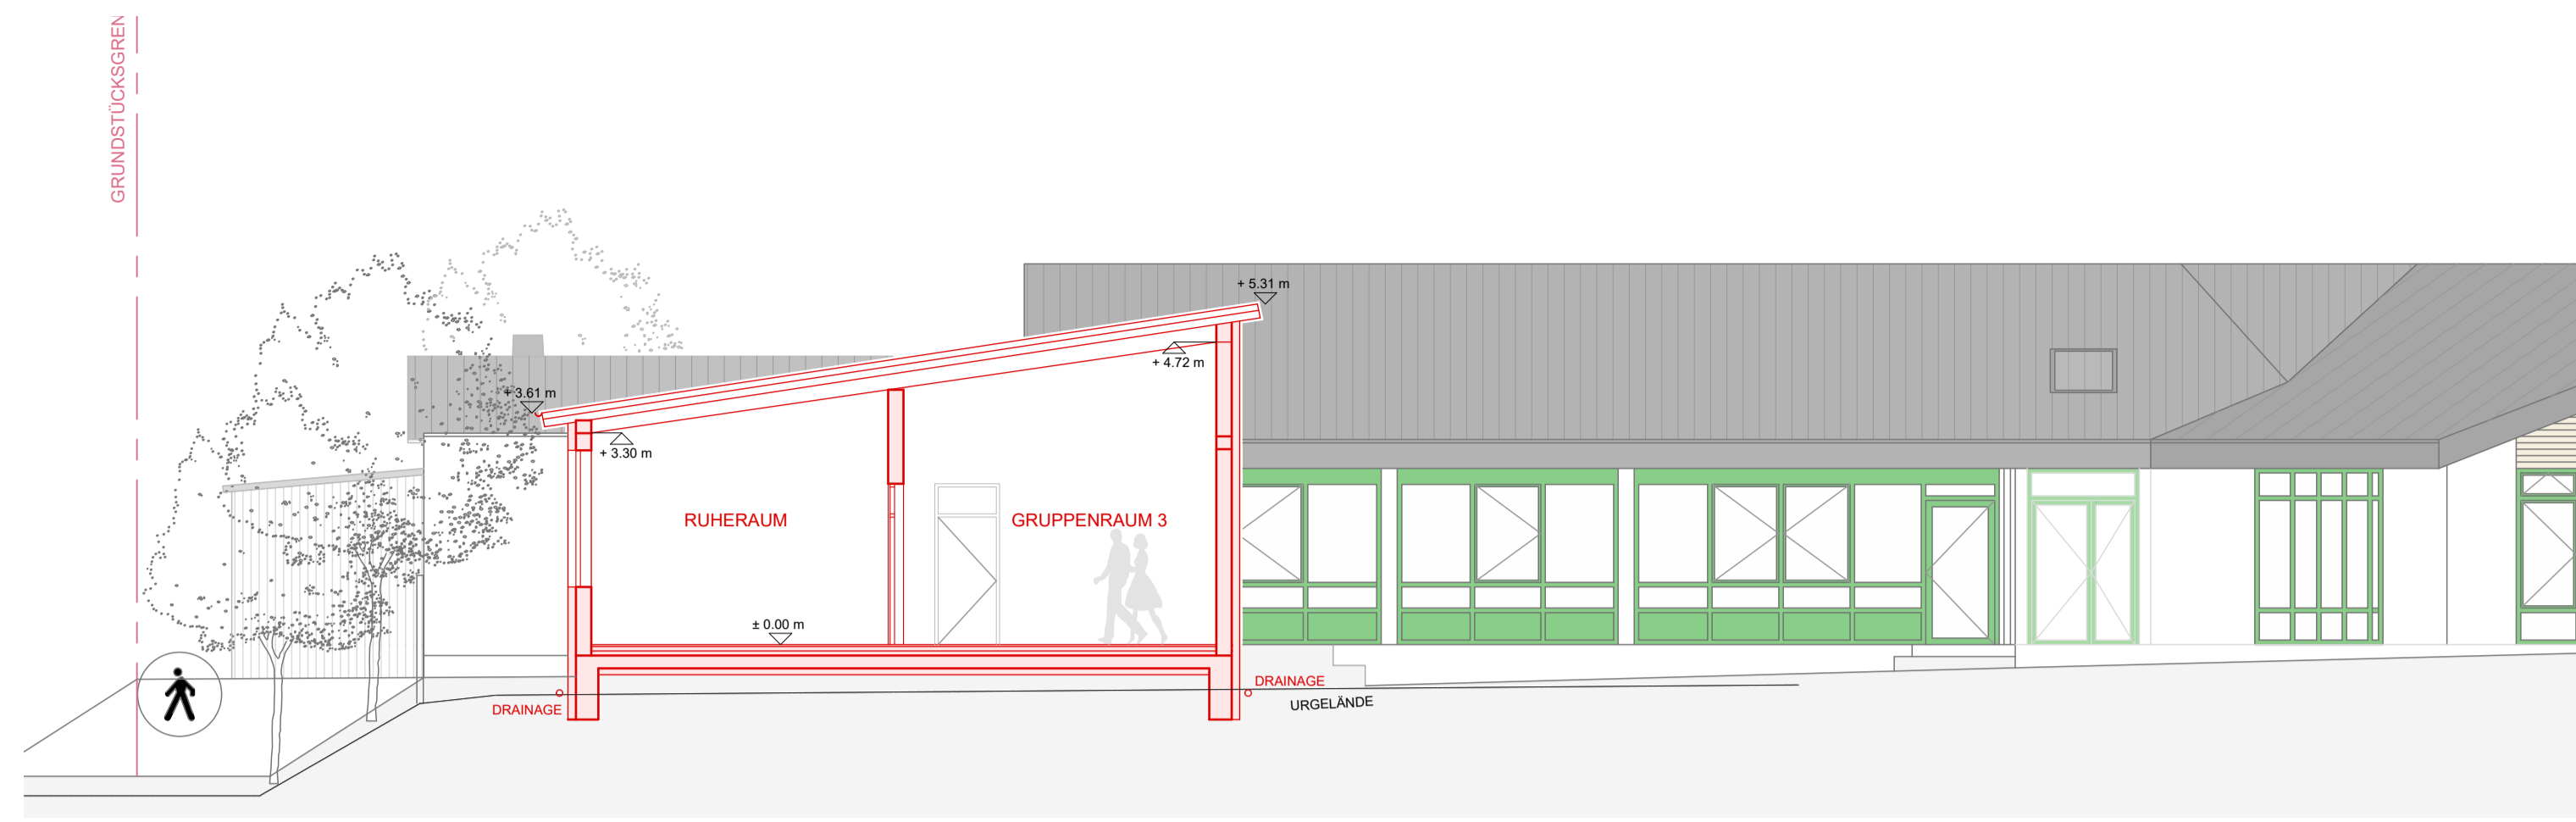 GRUNDSTÜCKSGREN
+ 5.31 m
+ 4.72 m
+ 3.61 m
+ 3.30 m
RUHERAUM
GRUPPENRAUM 3
± 0.00 m
DRAINAGE
DRAINAGE
URGELÄNDE